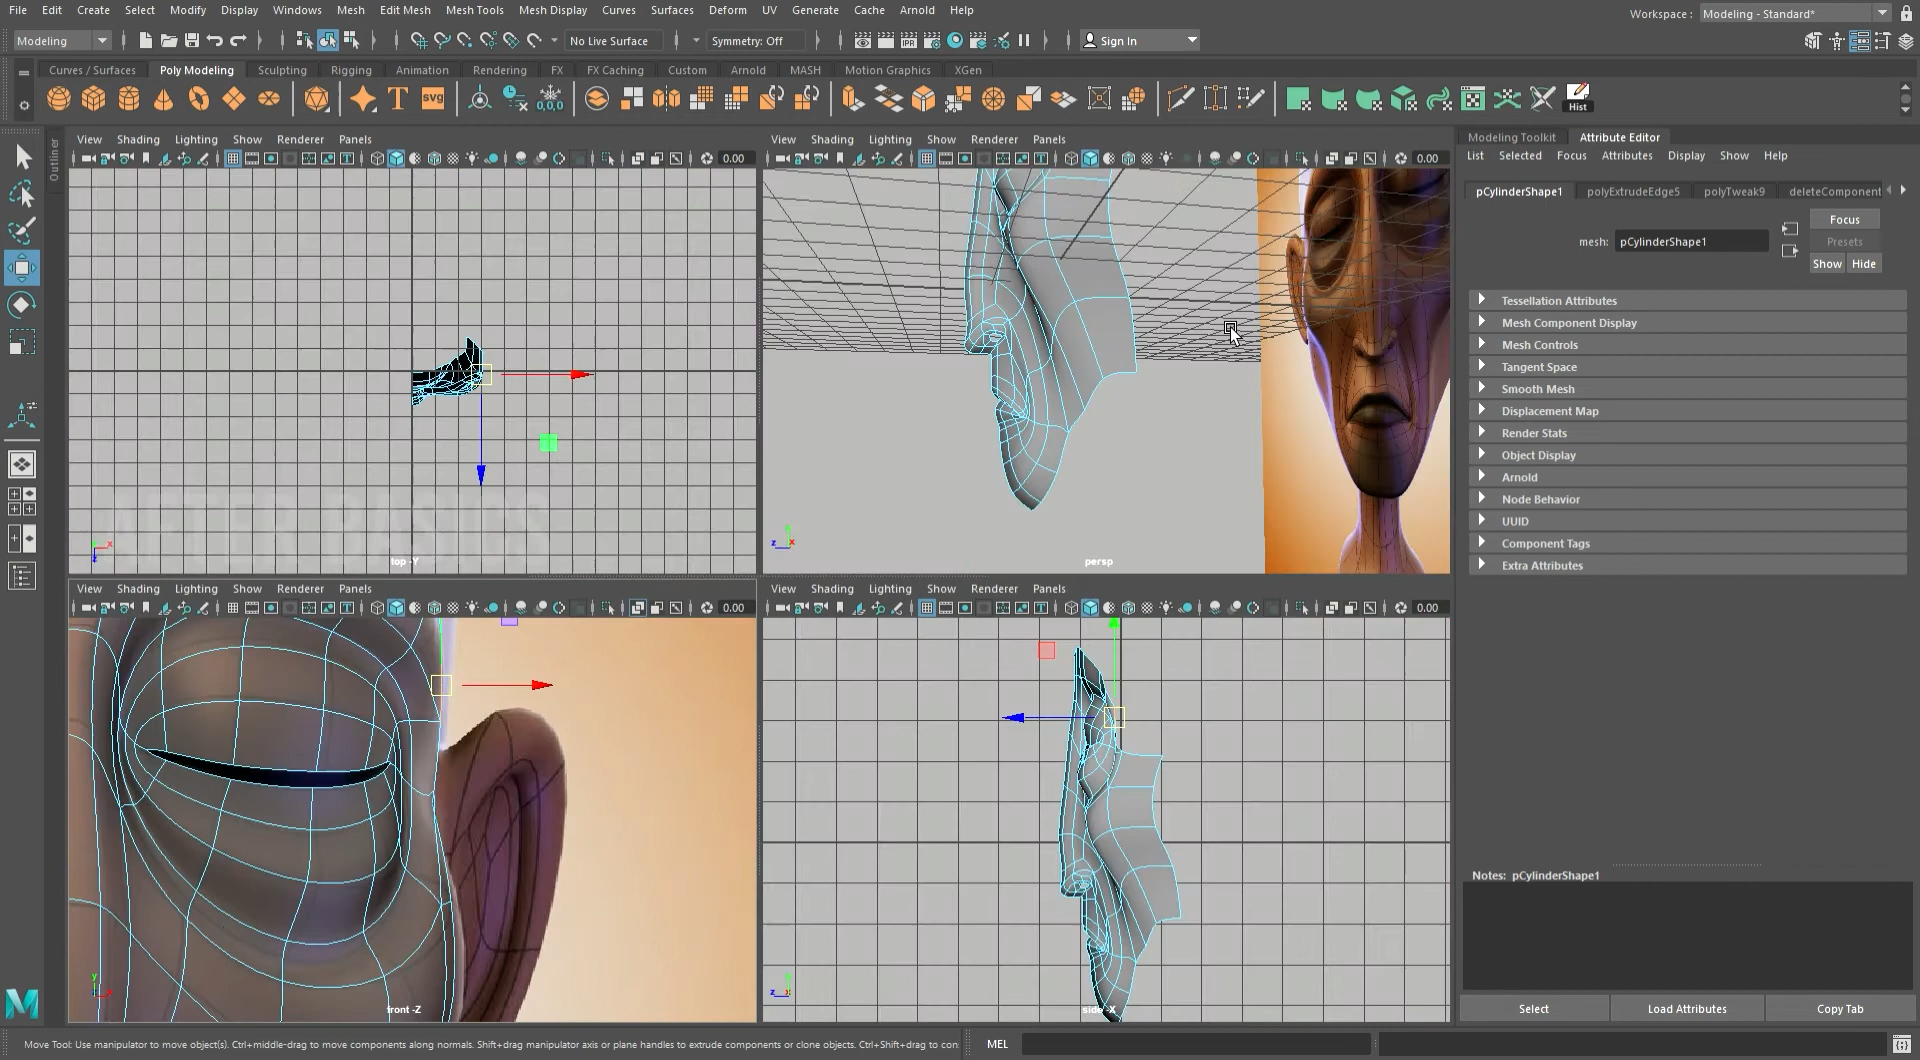 File Edit Create Select Modify Display Windows Mesh Edit Mesh Mesh Tools Mesh Display Curves Surfaces Deform UV Generate Cache Arnold Help
Workspace : Modeling - Standard*
Modeling No Live Surface Symmetry: Off Sign In
Curves / Surfaces Poly Modeling Sculpting Rigging Animation Rendering FX FX Caching Custom Arnold MASH Motion Graphics XGen
T SVG 0,0,0 IPR Hist
Outliner
View Shading Lighting Show Renderer Panels
0.00
View Shading Lighting Show Renderer Panels
0.00
AFTER BASICS
top -Y
persp
View Shading Lighting Show Renderer Panels
0.00
View Shading Lighting Show Renderer Panels
0.00
front -Z
side -X
Modeling Toolkit Attribute Editor
List Selected Focus Attributes Display Show Help
pCylinderShape1 polyExtrudeEdge5 polyTweak9 deleteComponent
Focus
mesh: pCylinderShape1
Presets
Show Hide
Tessellation Attributes
Mesh Component Display
Mesh Controls
Tangent Space
Smooth Mesh
Displacement Map
Render Stats
Object Display
Arnold
Node Behavior
UUID
Component Tags
Extra Attributes
Notes: pCylinderShape1
Select Load Attributes Copy Tab
Move Tool: Use manipulator to move object(s). Ctrl+middle-drag to move components along normals. Shift+drag manipulator axis or plane handles to extrude components or clone objects. Ctrl+Shift+drag to con
MEL